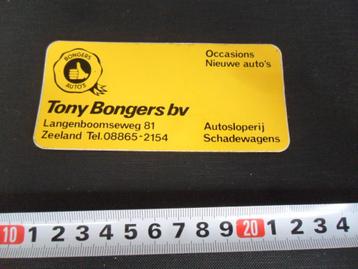 BONGERS
AUTO'S
Occasions
Nieuwe auto's
Tony Bongers bv
Langenboomseweg 81
Zeeland Tel.08865-2154
Autosloperij
Schadewagens
10 1 2 3 4 5 6 7 8 9 20 1 2 3 4